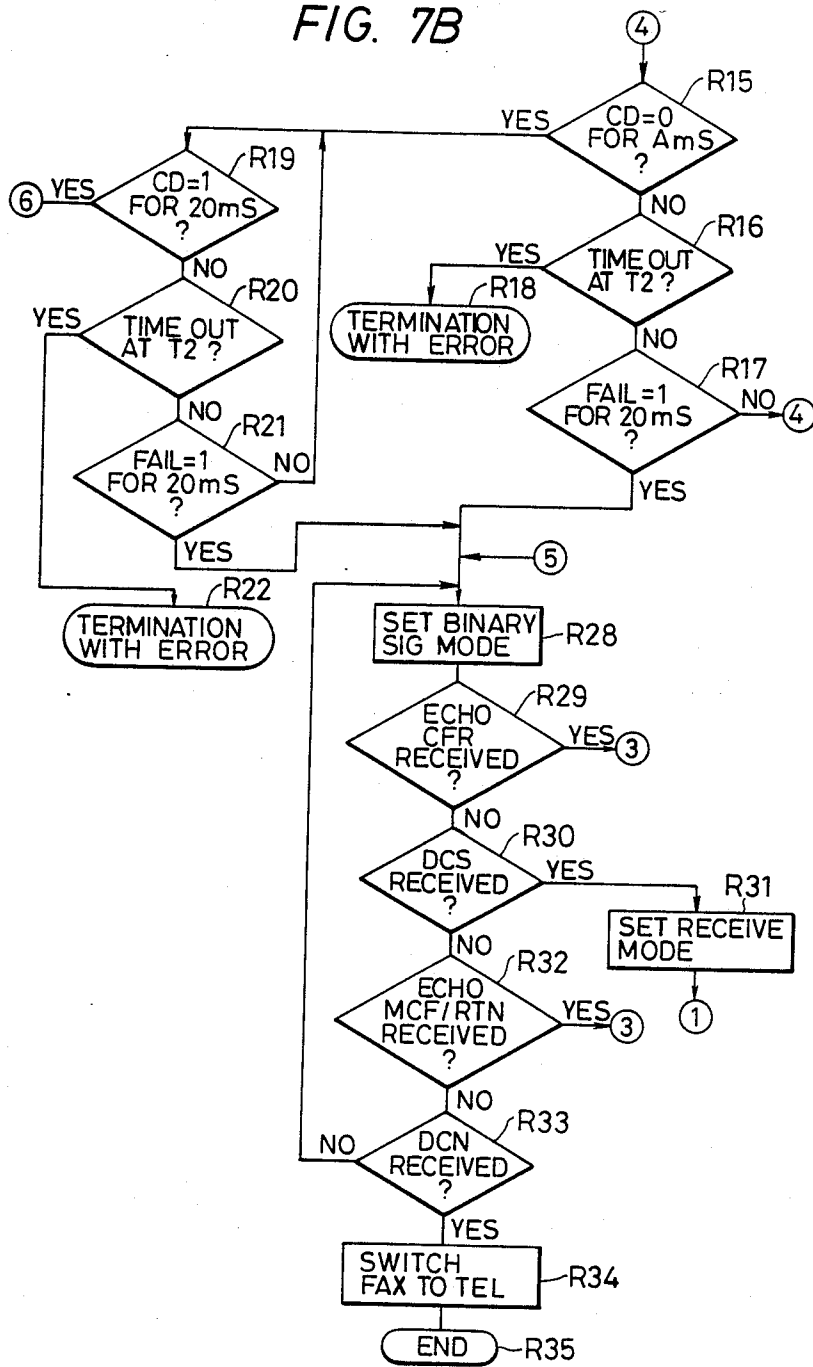 FIG. 7B
4
R15
CD=0
FOR AmS
?
YES
NO
R19
CD=1
FOR 20mS
?
6
YES
NO
R16
TIME OUT
AT T2 ?
YES
NO
R18
TERMINATION
WITH ERROR
R20
TIME OUT
AT T2 ?
YES
NO
R17
FAIL=1
FOR 20mS
?
NO
4
YES
R21
FAIL=1
FOR 20mS
?
NO
YES
5
R22
TERMINATION
WITH ERROR
SET BINARY
SIG MODE
R28
R29
ECHO
CFR
RECEIVED
?
YES
3
NO
R30
DCS
RECEIVED
?
YES
NO
R31
SET RECEIVE
MODE
1
R32
ECHO
MCF/RTN
RECEIVED
?
YES
3
NO
R33
DCN
RECEIVED
?
NO
YES
SWITCH
FAX TO TEL
R34
END
R35